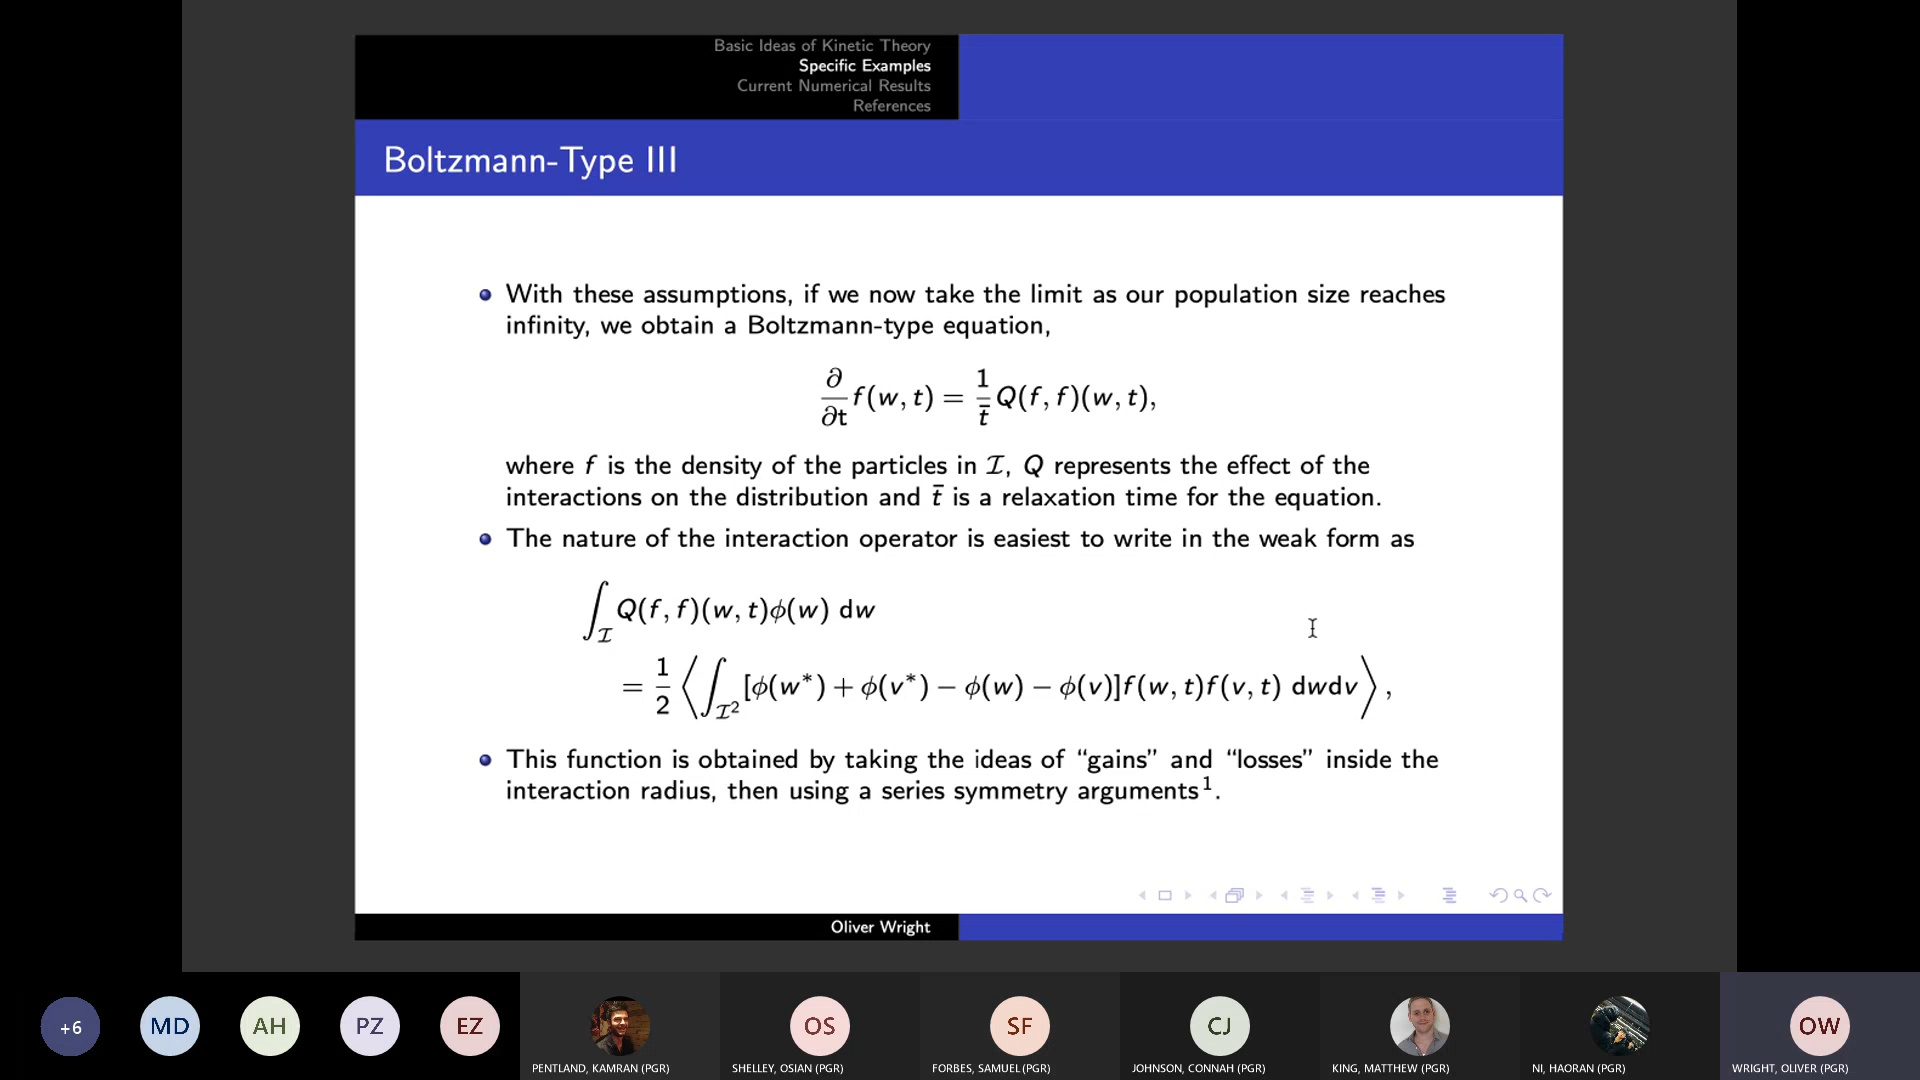 Basic Ideas of Kinetic Theory
Specific Examples
Current Numerical Results
References
Boltzmann-Type III
With these assumptions, if we now take the limit as our population size reaches
infinity, we obtain a Boltzmann-type equation,
∂/∂t f(w, t) = 1/t̄ Q(f, f)(w, t),
where f is the density of the particles in ℐ, Q represents the effect of the
interactions on the distribution and t̄ is a relaxation time for the equation.
The nature of the interaction operator is easiest to write in the weak form as
∫_ℐ Q(f, f)(w, t)ϕ(w) dw
= 1/2 ⟨∫_ℐ² [ϕ(w*) + ϕ(v*) − ϕ(w) − ϕ(v)]f(w, t)f(v, t) dwdv⟩,
This function is obtained by taking the ideas of “gains” and “losses” inside the
interaction radius, then using a series symmetry arguments¹.
Oliver Wright
+6
MD
AH
PZ
EZ
PENTLAND, KAMRAN (PGR)
OS
SHELLEY, OSIAN (PGR)
SF
FORBES, SAMUEL (PGR)
CJ
JOHNSON, CONNAH (PGR)
KING, MATTHEW (PGR)
NI, HAORAN (PGR)
OW
WRIGHT, OLIVER (PGR)